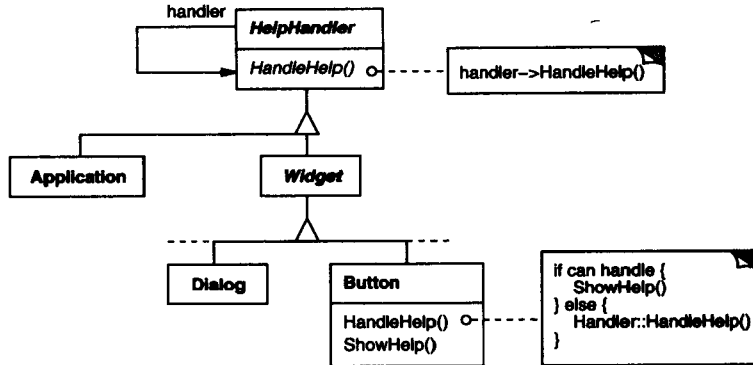 handler
HelpHandler
HandleHelp()
handler->HandleHelp()
Application
Widget
Dialog
Button
HandleHelp()
ShowHelp()
if can handle {
ShowHelp()
} else {
Handler::HandleHelp()
}